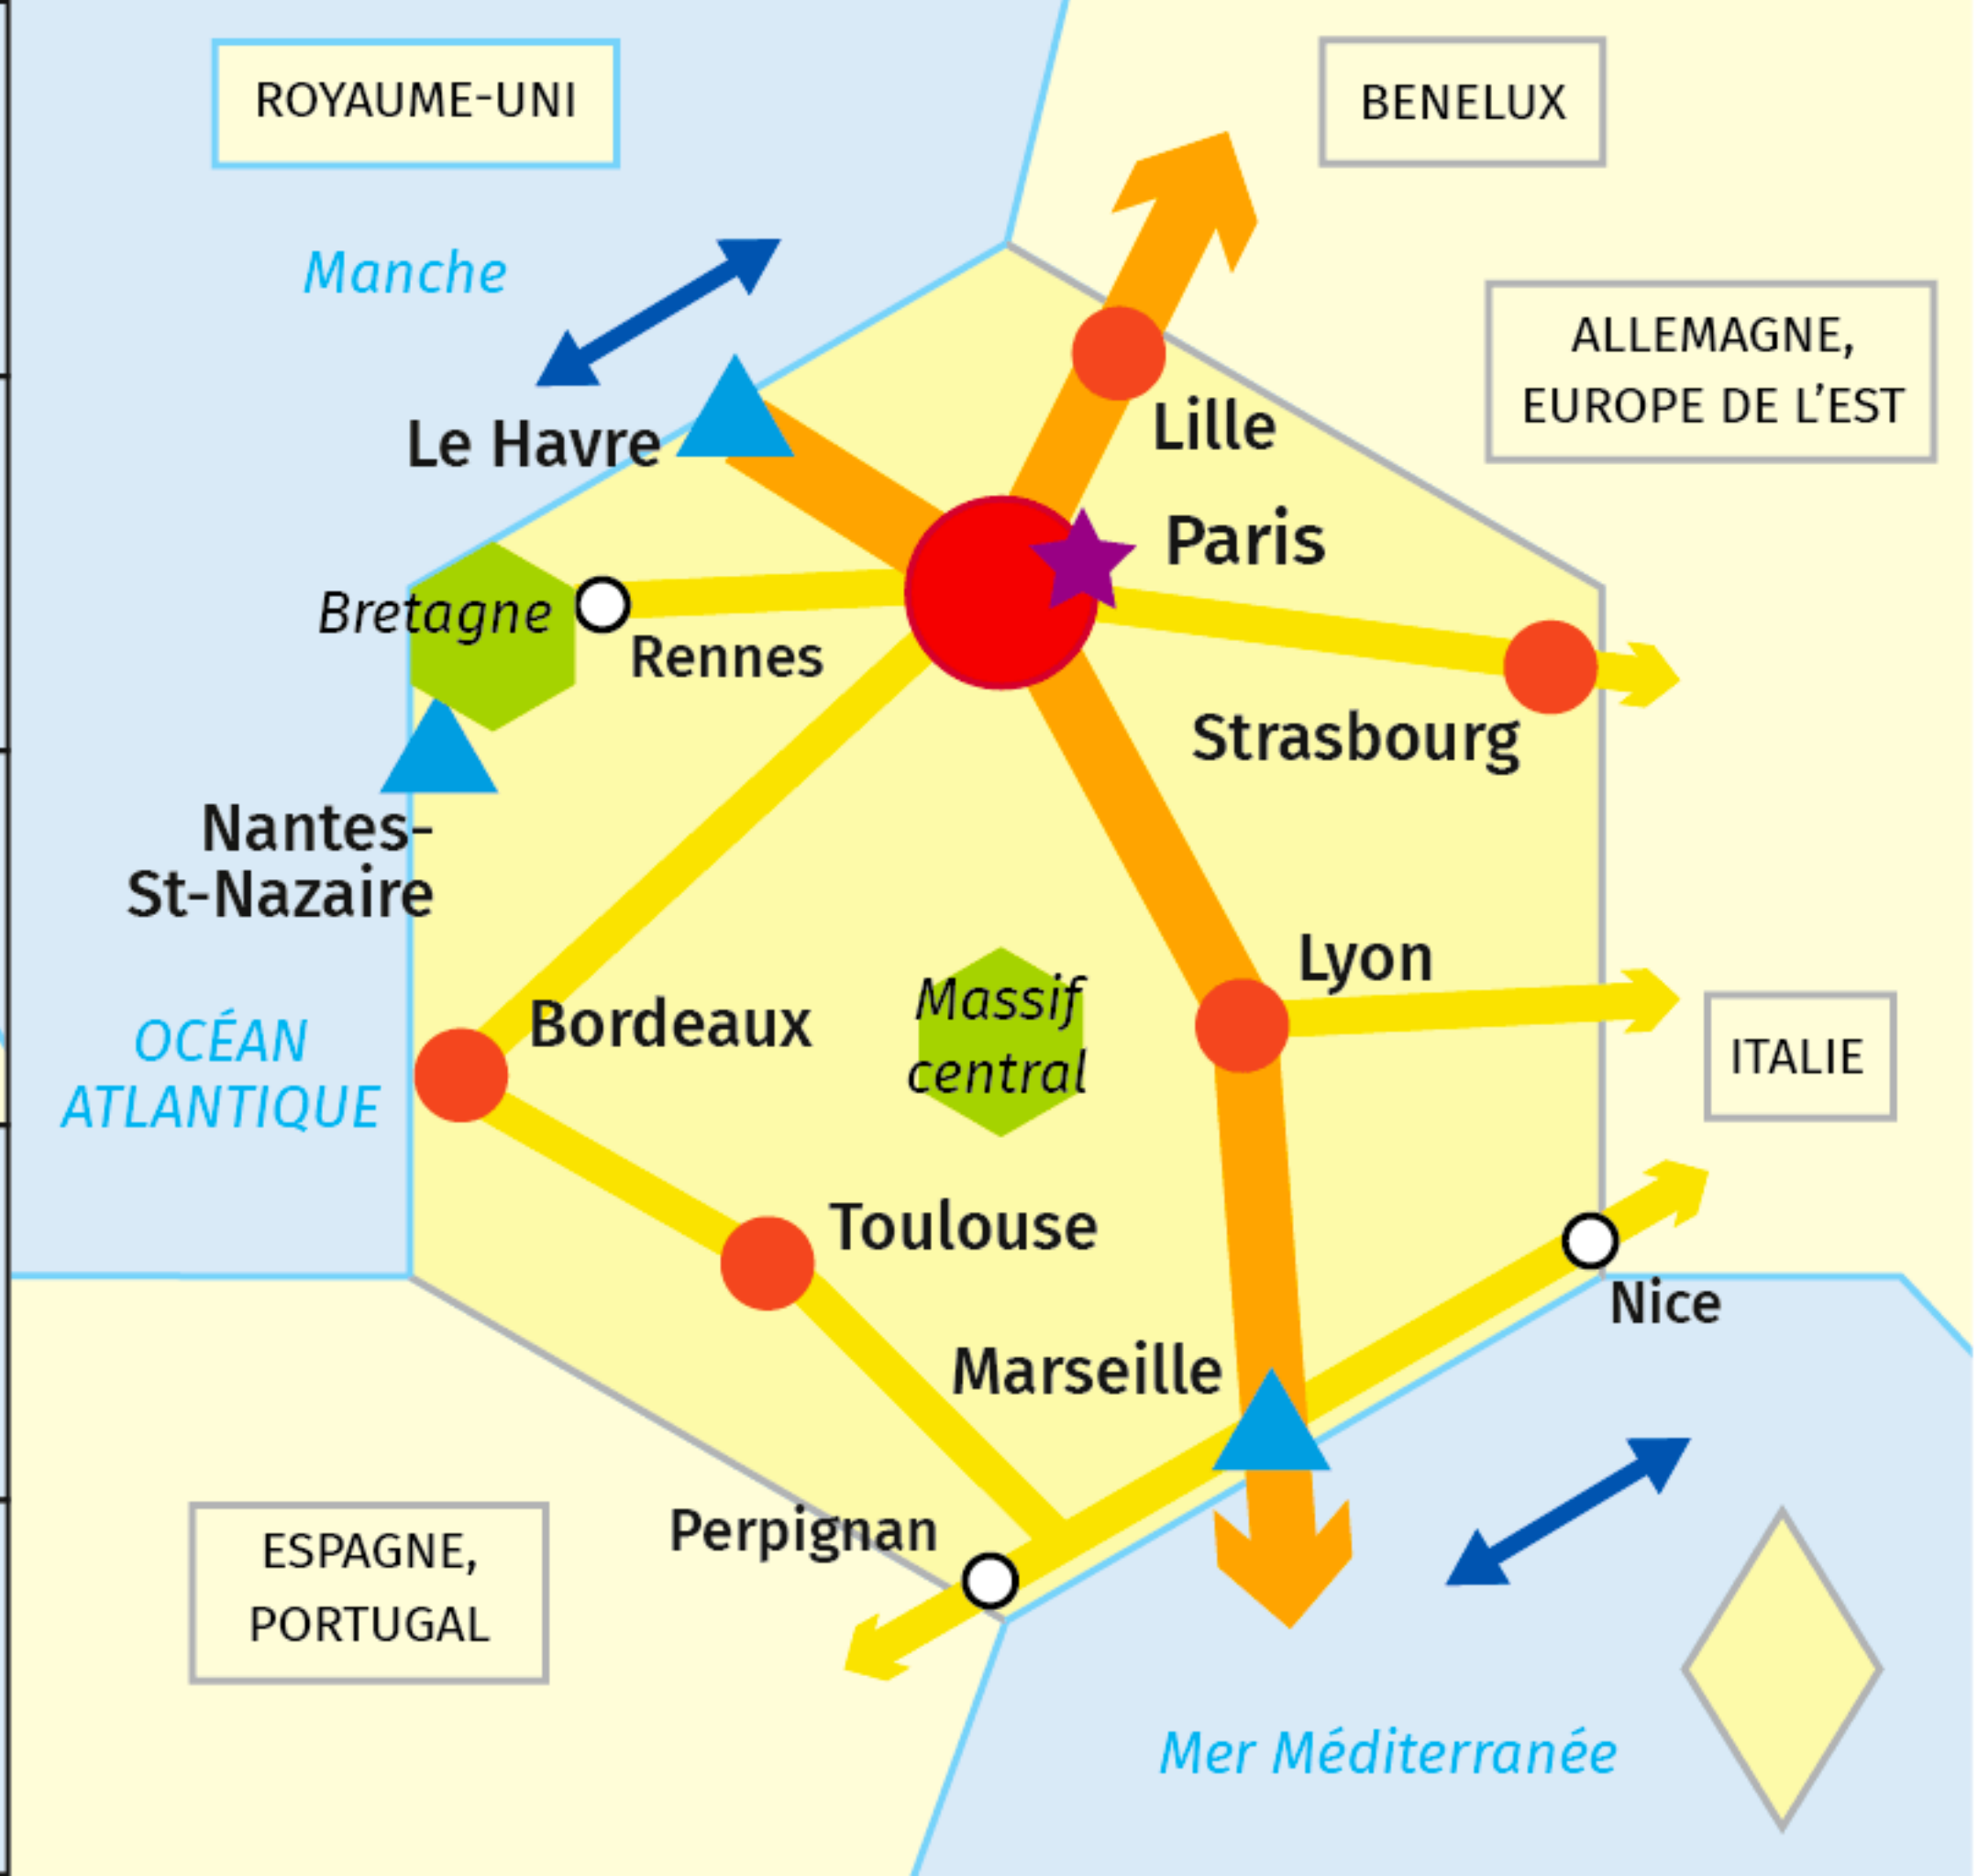 ROYAUME-UNI
BENELUX
Manche
ALLEMAGNE,
EUROPE DE L'EST
Le Havre
Lille
Paris
Bretagne
Rennes
Strasbourg
Nantes-
St-Nazaire
Lyon
Massif
central
Bordeaux
OCÉAN
ATLANTIQUE
ITALIE
Toulouse
Nice
Marseille
Perpignan
ESPAGNE,
PORTUGAL
Mer Méditerranée